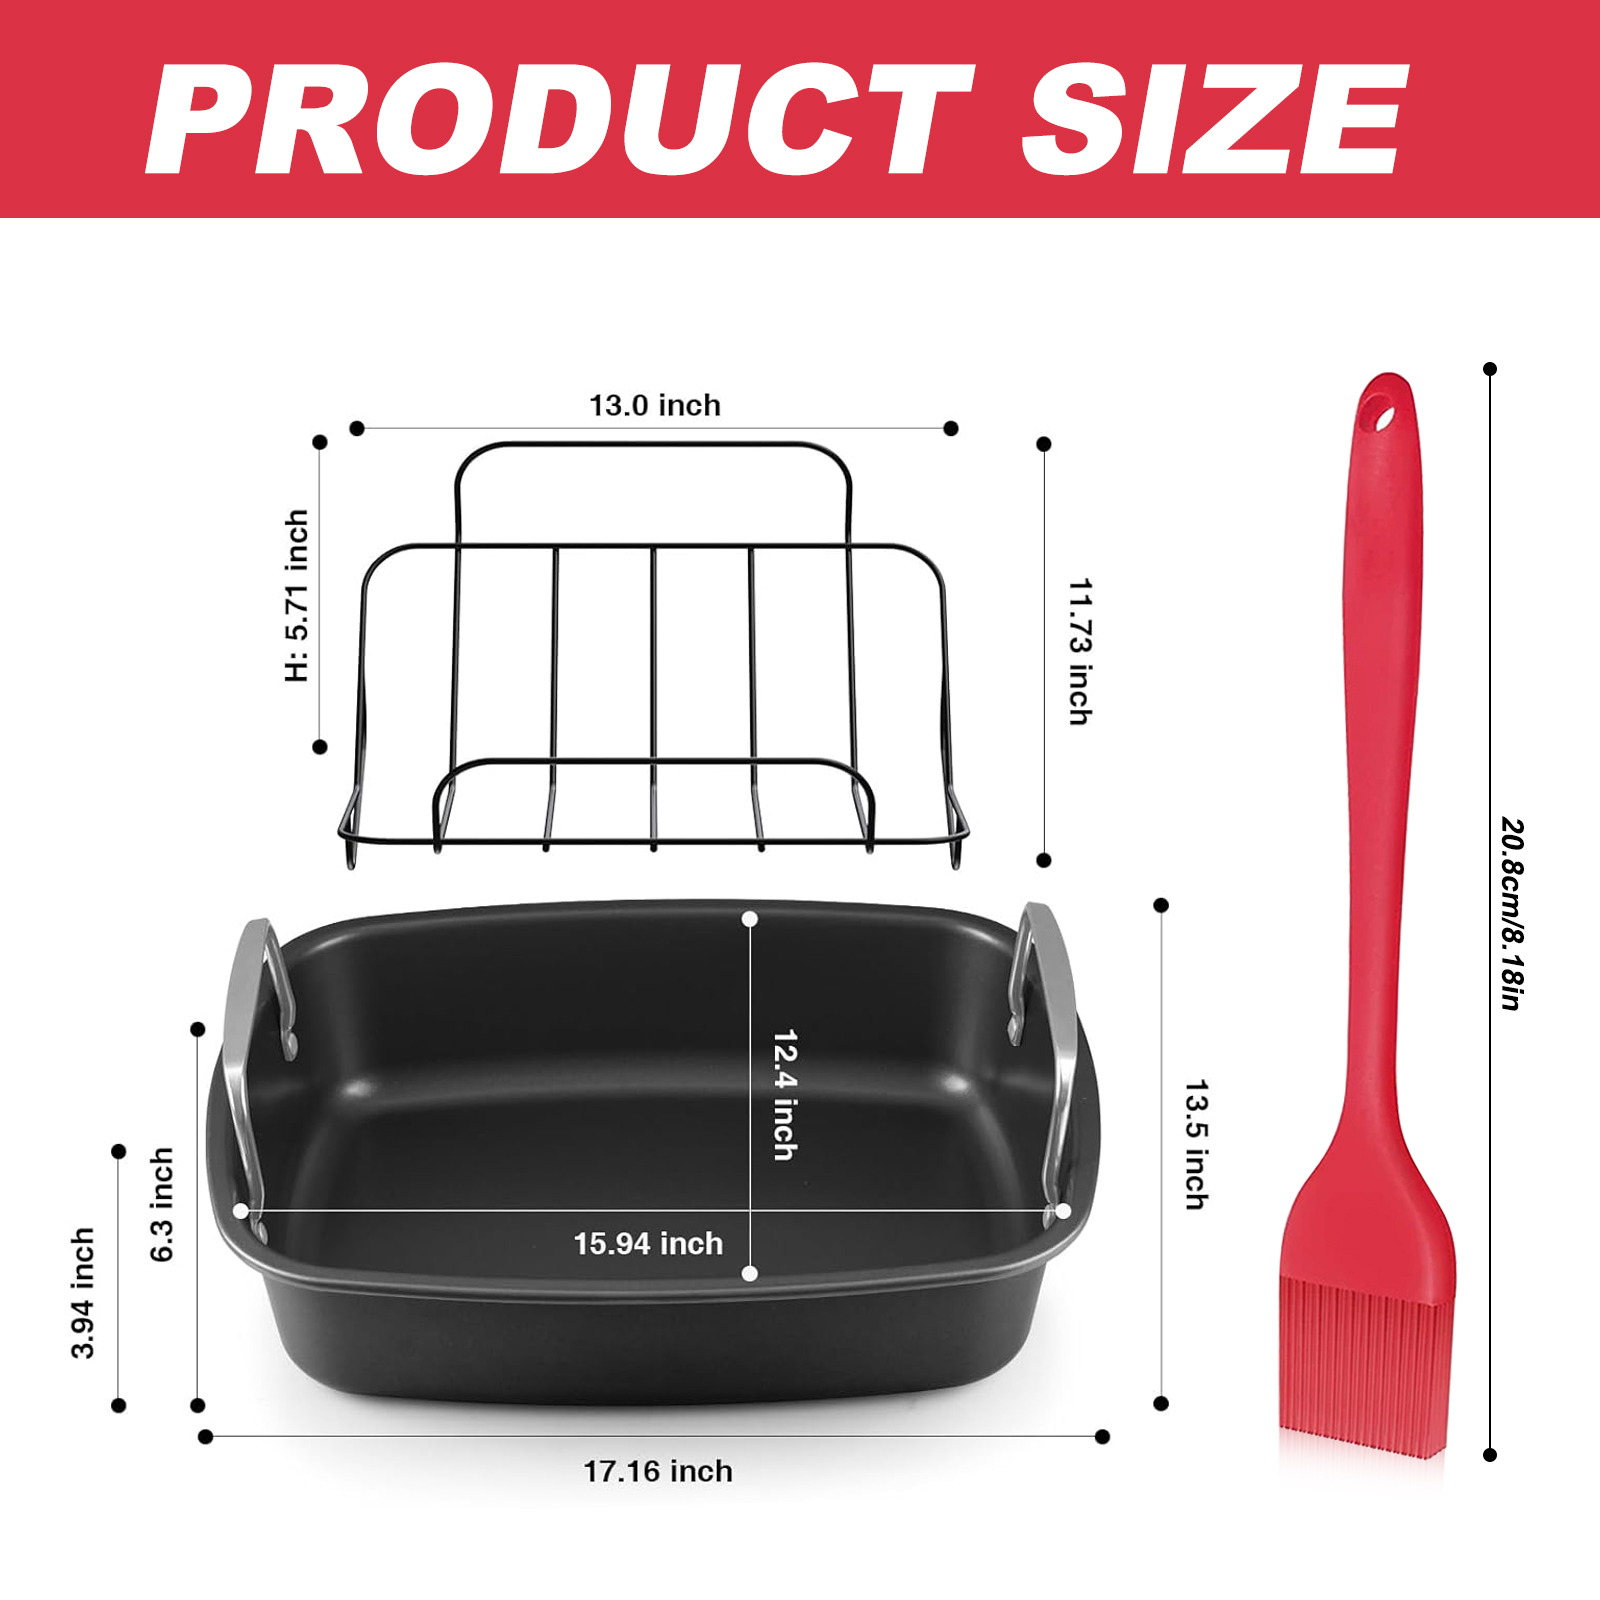 PRODUCT SIZE
13.0 inch
H: 5.71 inch
11.73 inch
20.8cm/8.18in
12.4 inch
13.5 inch
6.3 inch
3.94 inch
15.94 inch
17.16 inch